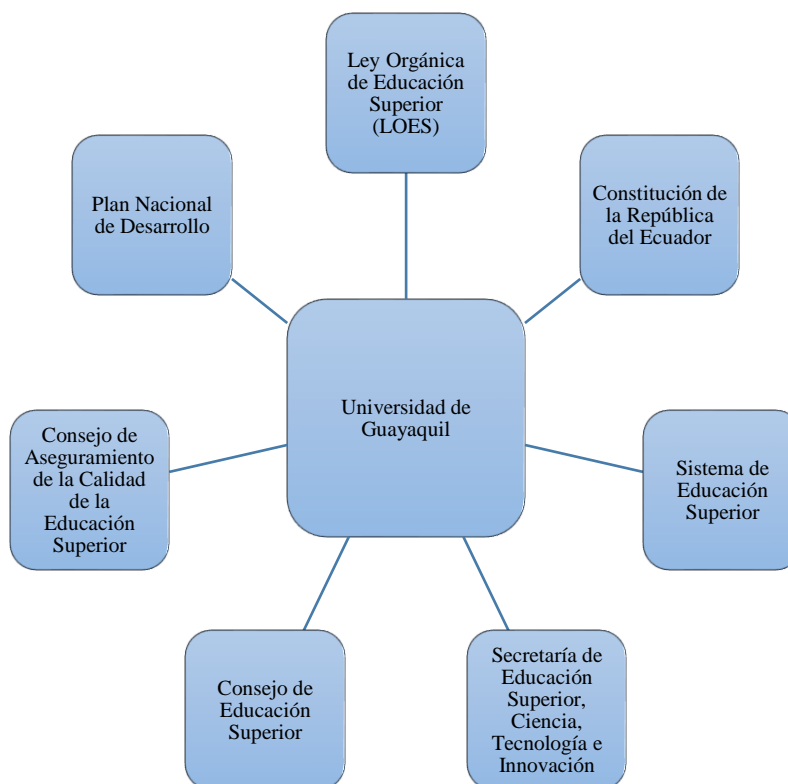 Ley Orgánica
de Educación
Superior
(LOES)
Plan Nacional
de Desarrollo
Constitución de
la República
del Ecuador
Universidad de
Guayaquil
Consejo de
Aseguramiento
de la Calidad
de la
Educación
Superior
Sistema de
Educación
Superior
Consejo de
Educación
Superior
Secretaría de
Educación
Superior,
Ciencia,
Tecnología e
Innovación